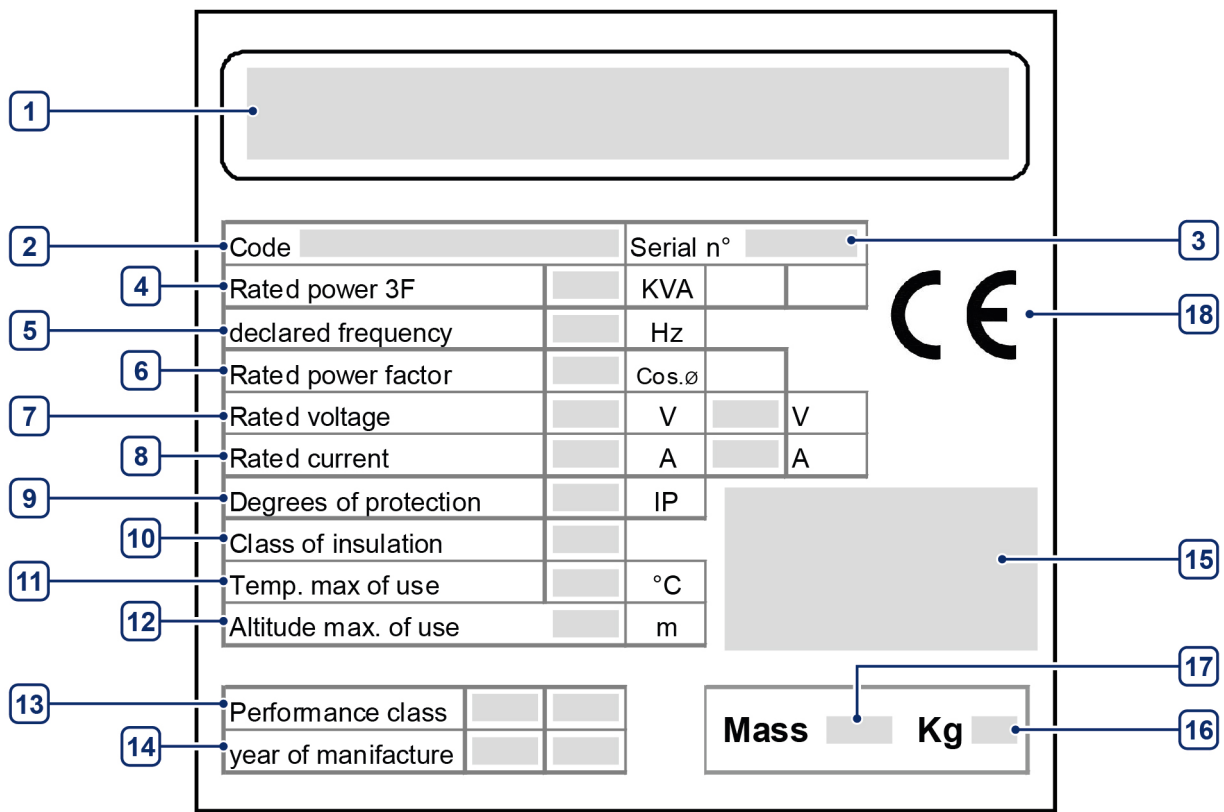 1
2 Code Serial n° 3
4 Rated power 3F KVA
5 declared frequency Hz
6 Rated power factor Cos.ø
7 Rated voltage V V
8 Rated current A A
9 Degrees of protection IP
10 Class of insulation
11 Temp. max of use °C
12 Altitude max. of use m
CE 18
15
13 Performance class
14 year of manifacture
17
Mass Kg 16